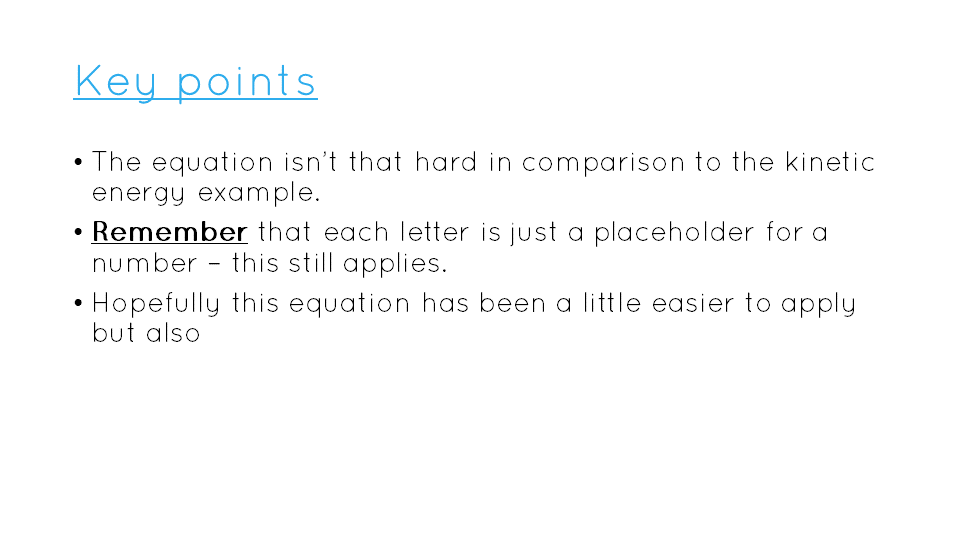 Key points
• The equation isn’t that hard in comparison to the kinetic
energy example.
• Remember that each letter is just a placeholder for a
number – this still applies.
• Hopefully this equation has been a little easier to apply
but also